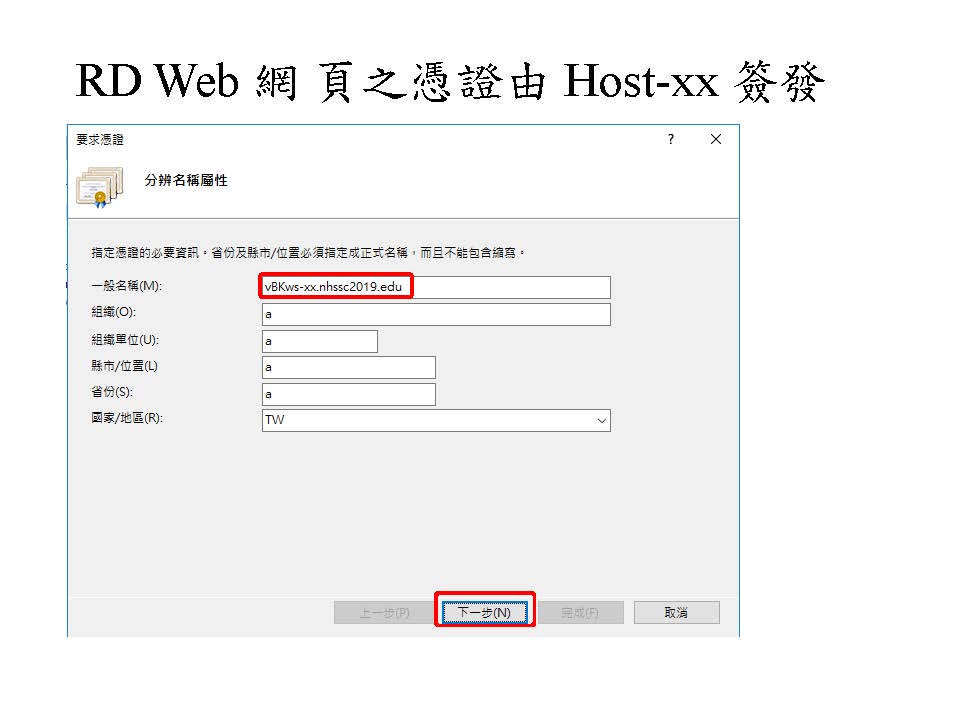 RD Web 網 頁之憑證由 Host-xx 簽發
要求憑證
?
分辨名稱屬性
指定憑證的必要資訊。省份及縣市/位置必須指定成正式名稱，而且不能包含縮寫。
一般名稱(M): vBKws-xx.nhssc2019.edu
組織(O): a
組織單位(U): a
縣市/位置(L) a
省份(S): a
國家/地區(R): TW
上一步(P) 下一步(N) 完成(F) 取消